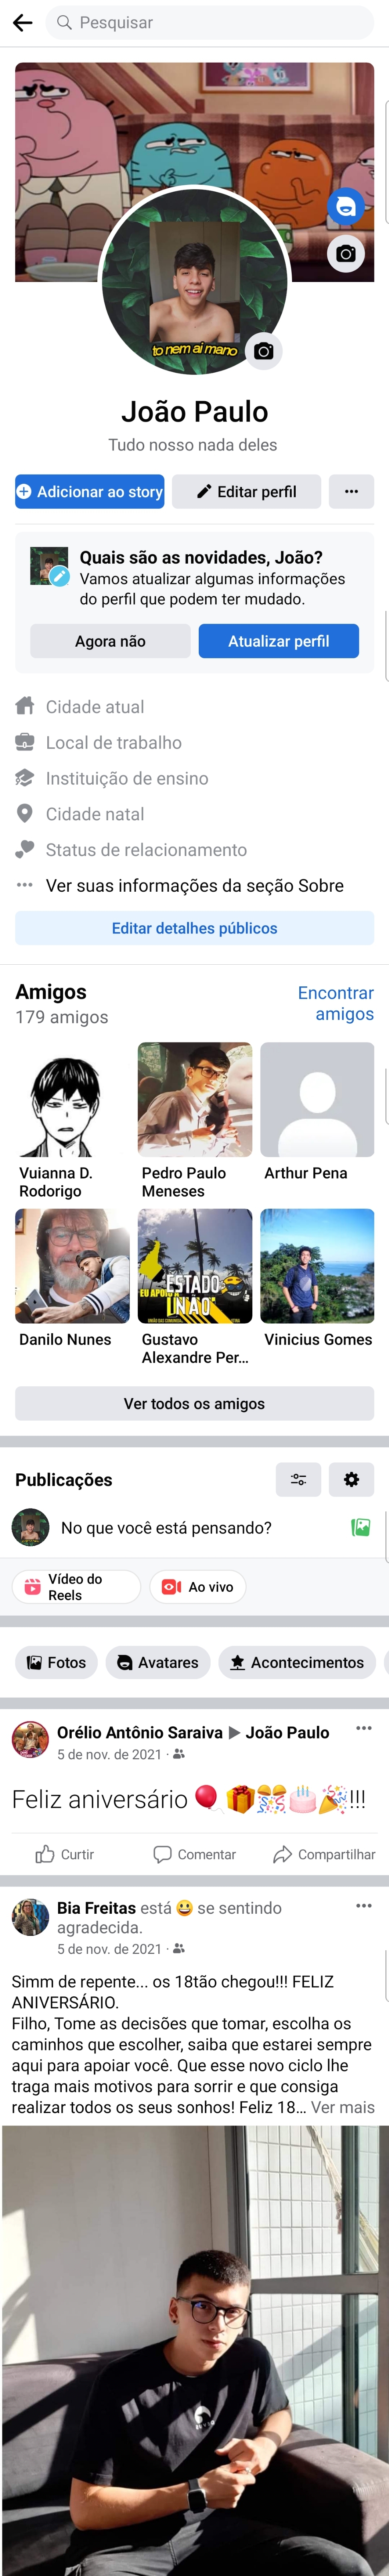 Pesquisar
to nem ai mano
João Paulo
Tudo nosso nada deles
Adicionar ao story
Editar perfil
Quais são as novidades, João?
Vamos atualizar algumas informações
do perfil que podem ter mudado.
Agora não
Atualizar perfil
Cidade atual
Local de trabalho
Instituição de ensino
Cidade natal
Status de relacionamento
Ver suas informações da seção Sobre
Editar detalhes públicos
Amigos
Encontrar
amigos
179 amigos
EU APOIO A
ESTADO
UNÃO
Vuianna D.
Rodorigo
Pedro Paulo
Meneses
Arthur Pena
Danilo Nunes
Gustavo
Alexandre Per...
Vinicius Gomes
Ver todos os amigos
Publicações
No que você está pensando?
Vídeo do
Reels
Ao vivo
Fotos
Avatares
Acontecimentos
Orélio Antônio Saraiva ▶ João Paulo
5 de nov. de 2021 ·
Feliz aniversário 🎈🎁🎊🎂🎉!!!
Curtir
Comentar
Compartilhar
Bia Freitas está 😀 se sentindo
agradecida.
5 de nov. de 2021 ·
Simm de repente... os 18tão chegou!!! FELIZ
ANIVERSÁRIO.
Filho, Tome as decisões que tomar, escolha os
caminhos que escolher, saiba que estarei sempre
aqui para apoiar você. Que esse novo ciclo lhe
traga mais motivos para sorrir e que consiga
realizar todos os seus sonhos! Feliz 18... Ver mais